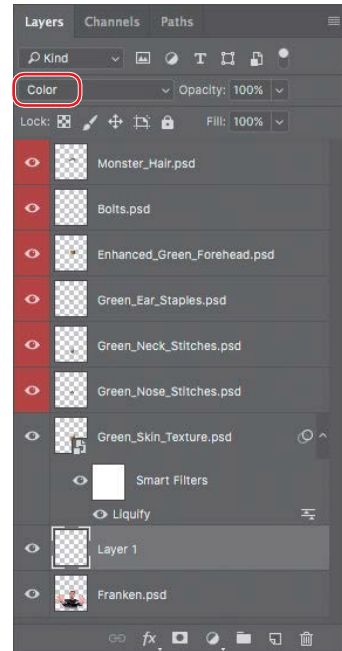 Layers Channels Paths
Kind
Color Opacity: 100%
Lock: Fill: 100%
Monster_Hair.psd
Bolts.psd
Enhanced_Green_Forehead.psd
Green_Ear_Staples.psd
Green_Neck_Stitches.psd
Green_Nose_Stitches.psd
Green_Skin_Texture.psd
Smart Filters
Liquify
Layer 1
Franken.psd
fx